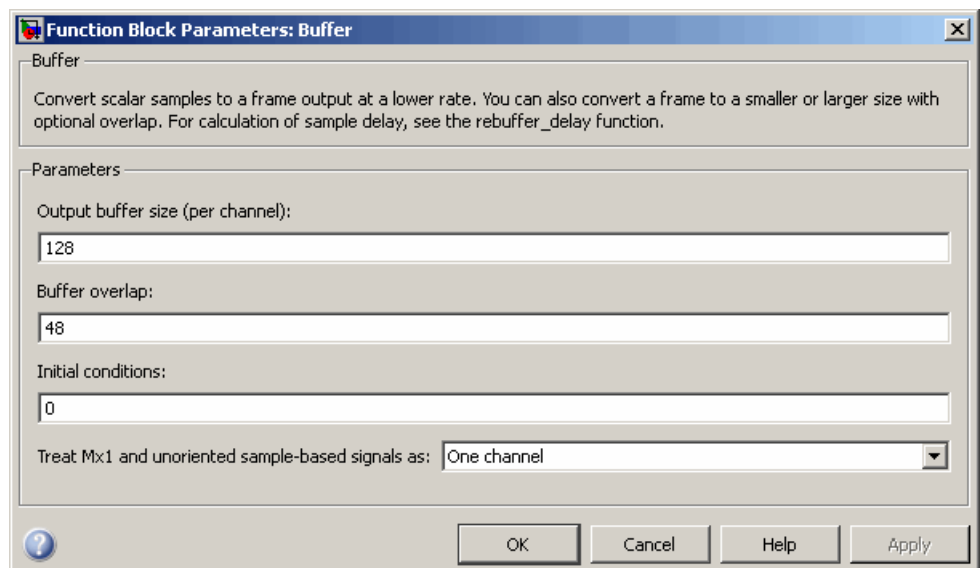 Function Block Parameters: Buffer
Buffer
Convert scalar samples to a frame output at a lower rate. You can also convert a frame to a smaller or larger size with
optional overlap. For calculation of sample delay, see the rebuffer_delay function.
Parameters
Output buffer size (per channel):
128
Buffer overlap:
48
Initial conditions:
0
Treat Mx1 and unoriented sample-based signals as: One channel
? OK Cancel Help Apply